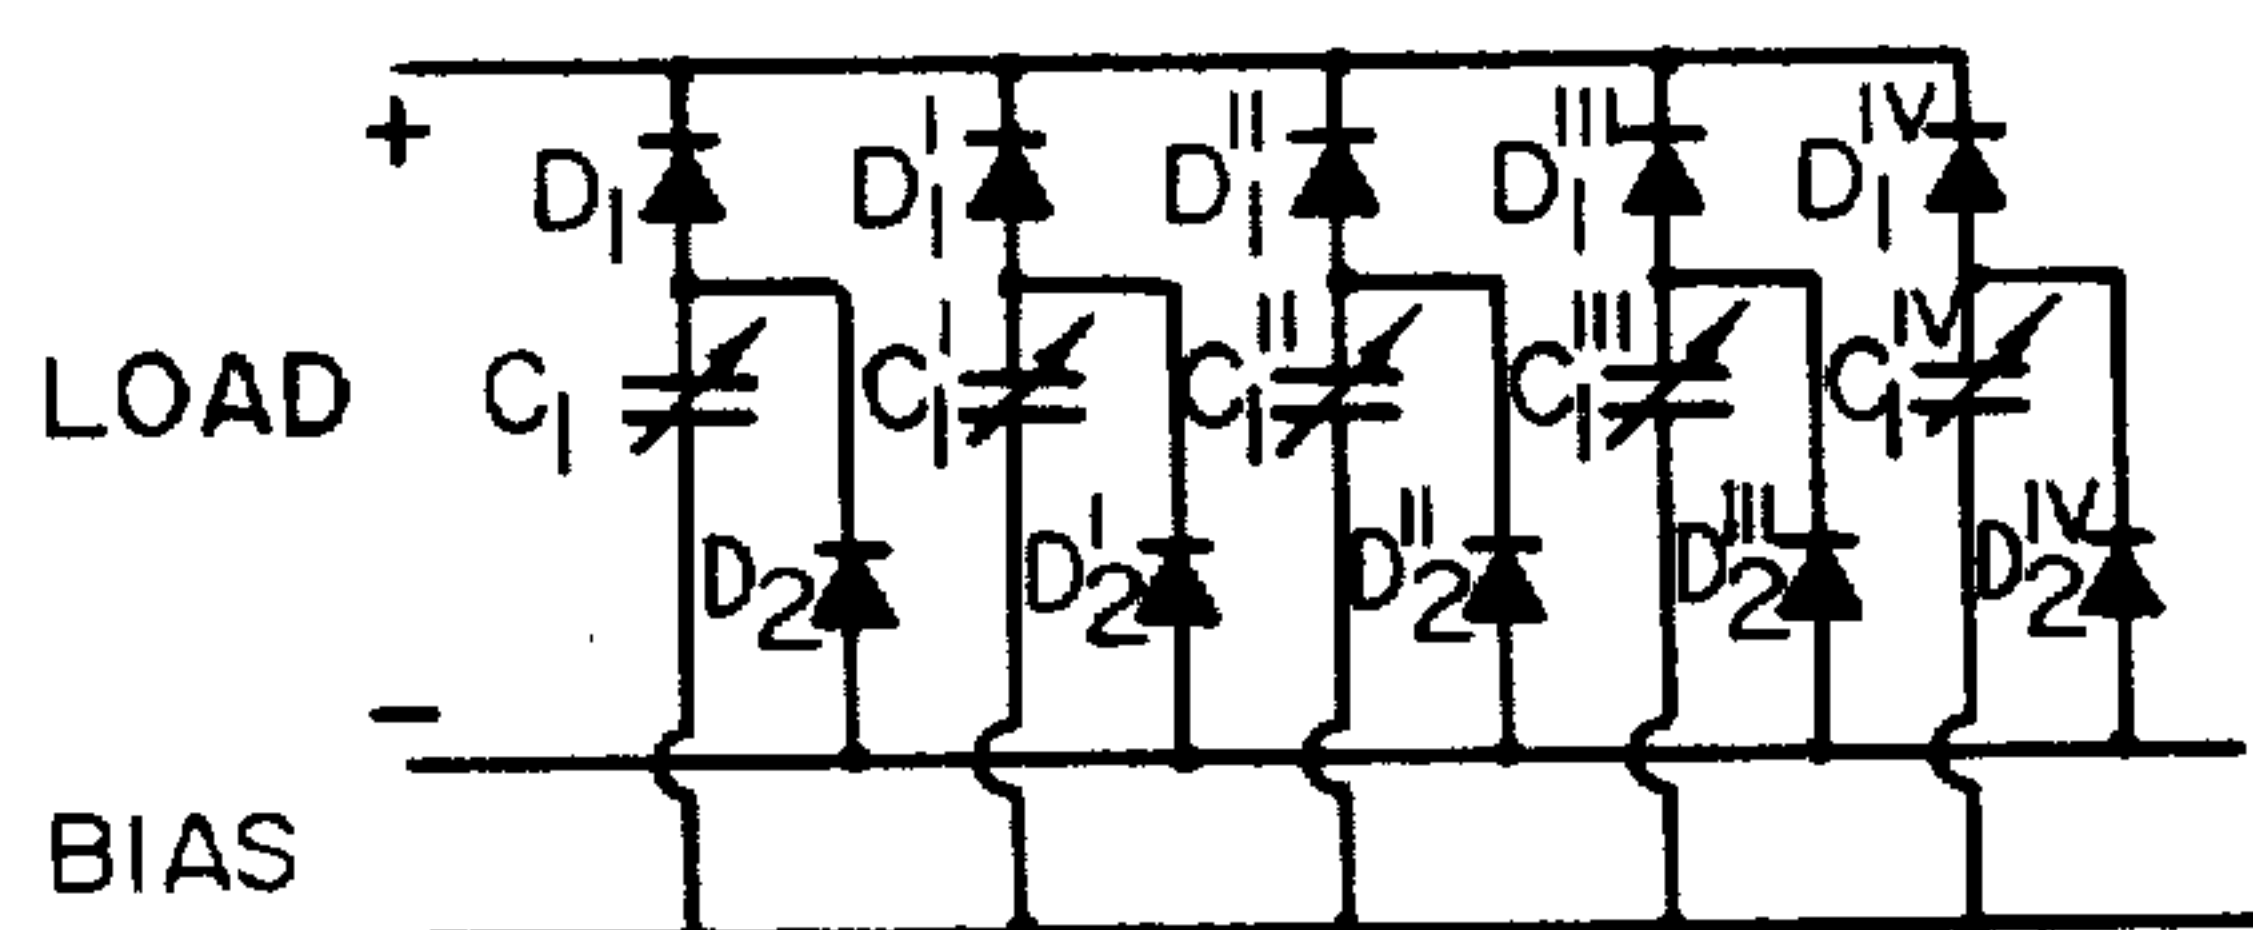 +
D₁ D₁ᴵ D₁ᴵᴵ D₁ᴵᴵᴵ D₁ᴵⱽ
LOAD C₁ C₁ᴵ C₁ᴵᴵ C₁ᴵᴵᴵ C₁ᴵⱽ
D₂ D₂ᴵ D₂ᴵᴵ D₂ᴵᴵᴵ D₂ᴵⱽ
−
BIAS